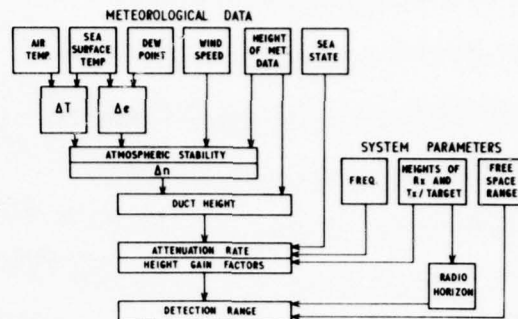 METEOROLOGICAL DATA
AIR
TEMP.
SEA
SURFACE
TEMP
DEW
POINT
WIND
SPEED
HEIGHT
OF MET.
DATA
SEA
STATE
ΔT
Δe
ATMOSPHERIC STABILITY
Δn
DUCT HEIGHT
SYSTEM PARAMETERS
FREQ.
HEIGHTS OF
Rx AND
Tx/TARGET
FREE
SPACE
RANGE
ATTENUATION RATE
HEIGHT GAIN FACTORS
RADIO
HORIZON
DETECTION RANGE